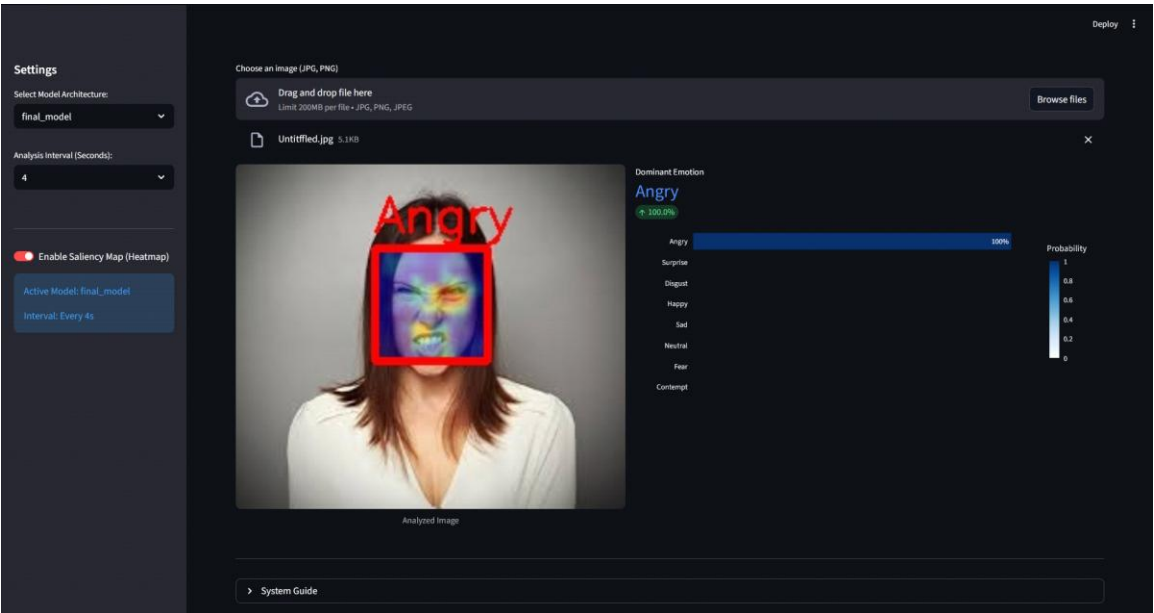 Deploy
Settings
Select Model Architecture:
final_model
Analysis Interval (Seconds):
4
Enable Saliency Map (Heatmap)
Active Model: final_model
Interval: Every 4s
Choose an image (JPG, PNG)
Drag and drop file here
Limit 200MB per file • JPG, PNG, JPEG
Browse files
Untitffled.jpg 5.1KB
Angry
Analyzed Image
Dominant Emotion
Angry
↑ 100.0%
Angry 100%
Surprise
Disgust
Happy
Sad
Neutral
Fear
Contempt
Probability
1
0.8
0.6
0.4
0.2
0
System Guide